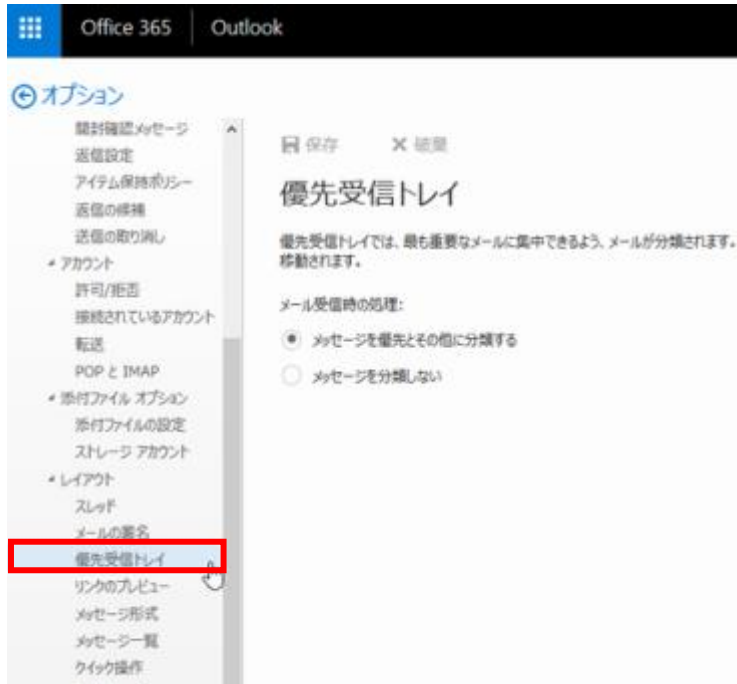 Office 365 Outlook
オプション
開封確認メッセージ
返信設定
アイテム保持ポリシー
返信の候補
送信の取り消し
アカウント
許可/拒否
接続されているアカウント
転送
POP と IMAP
添付ファイル オプション
添付ファイルの設定
ストレージ アカウント
レイアウト
スレッド
メールの署名
優先受信トレイ
リンクのプレビュー
メッセージ形式
メッセージ一覧
クイック操作
保存 破棄
優先受信トレイ
優先受信トレイでは、最も重要なメールに集中できるよう、メールが分類されます。
移動されます。
メール受信時の処理:
メッセージを優先とその他に分類する
メッセージを分類しない